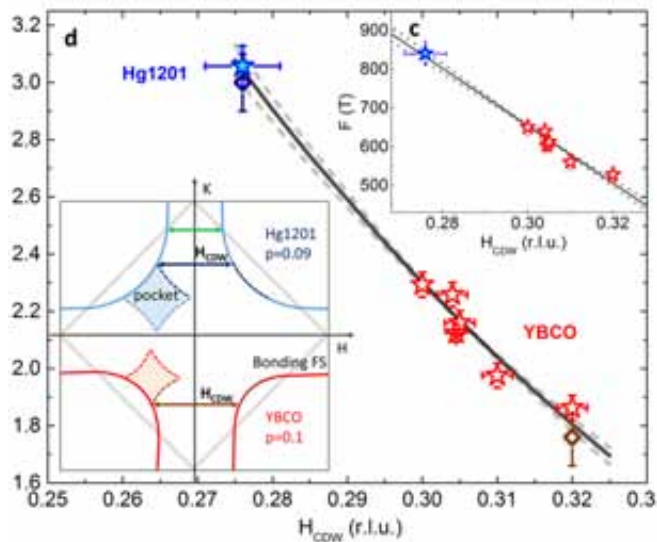 d
Hg1201
c
F (T)
900
800
700
600
500
0.28
0.30
0.32
H_CDW (r.l.u.)
K
H_CDW
Hg1201
p=0.09
pocket
H
Bonding FS
H_CDW
YBCO
p=0.1
YBCO
3.2
3.0
2.8
2.6
2.4
2.2
2.0
1.8
1.6
0.25
0.26
0.27
0.28
0.29
0.30
0.31
0.32
0.3
H_CDW (r.l.u.)